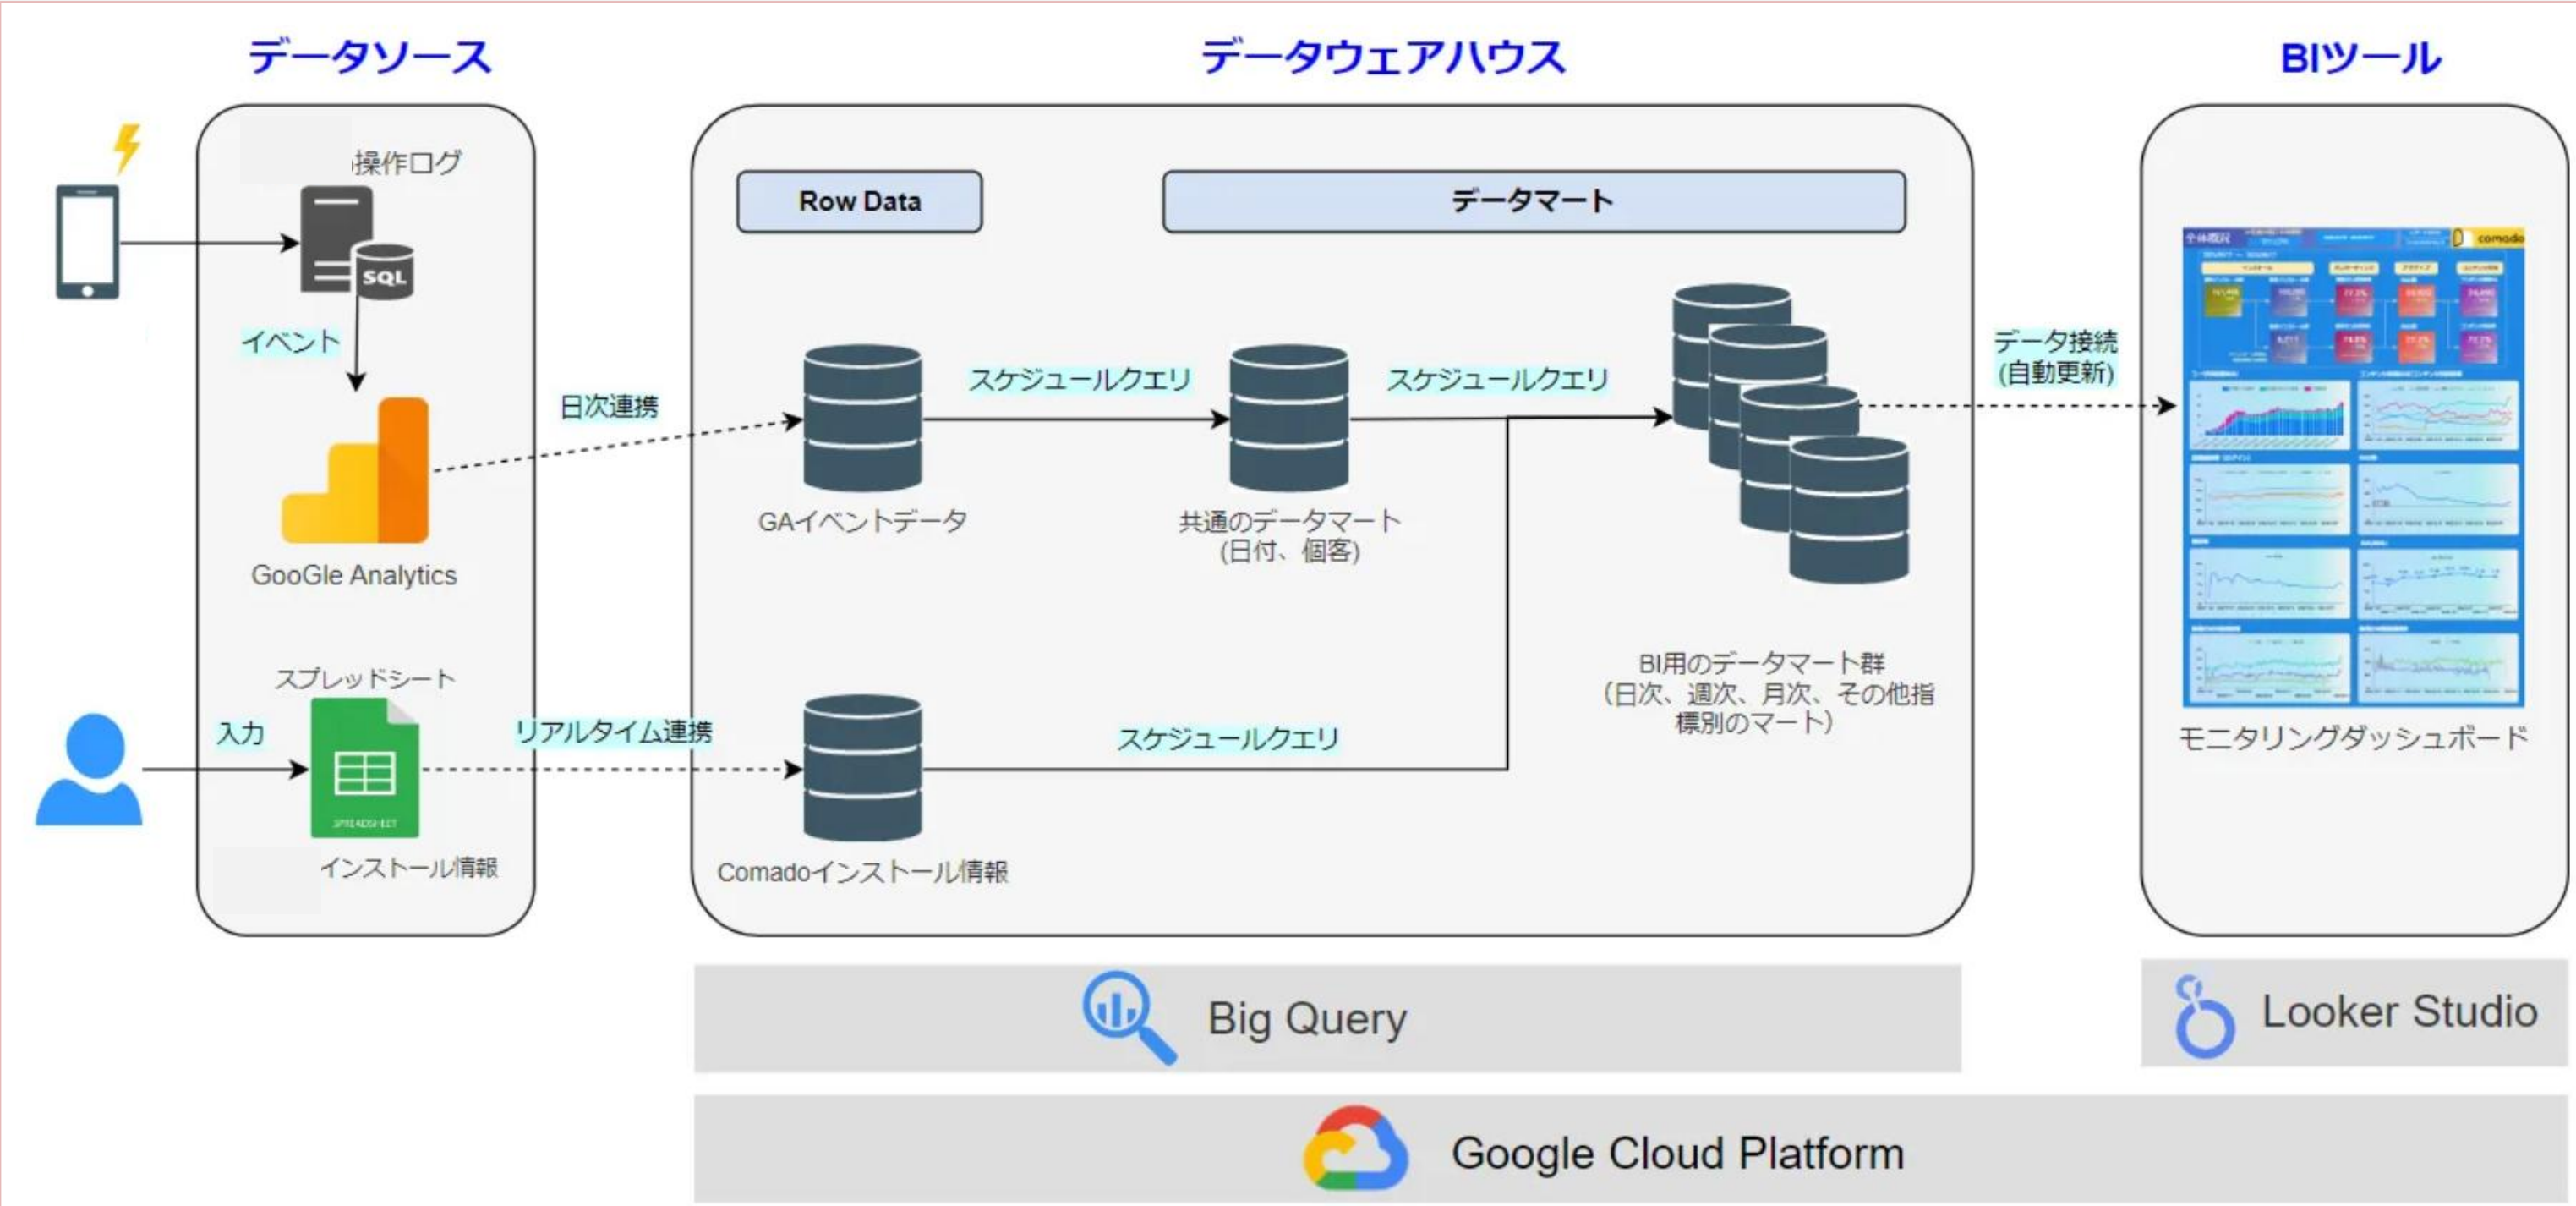 データソース
データウェアハウス
BIツール
操作ログ
SQL
イベント
GooGle Analytics
日次連携
スプレッドシート
入力
SPREADSHEET
インストール情報
リアルタイム連携
Row Data
データマート
スケジュールクエリ
スケジュールクエリ
GAイベントデータ
共通のデータマート
(日付、個客)
スケジュールクエリ
Comadoインストール情報
BI用のデータマート群
（日次、週次、月次、その他指
標別のマート）
データ接続
(自動更新)
全体概況
comado
モニタリングダッシュボード
Big Query
Looker Studio
Google Cloud Platform